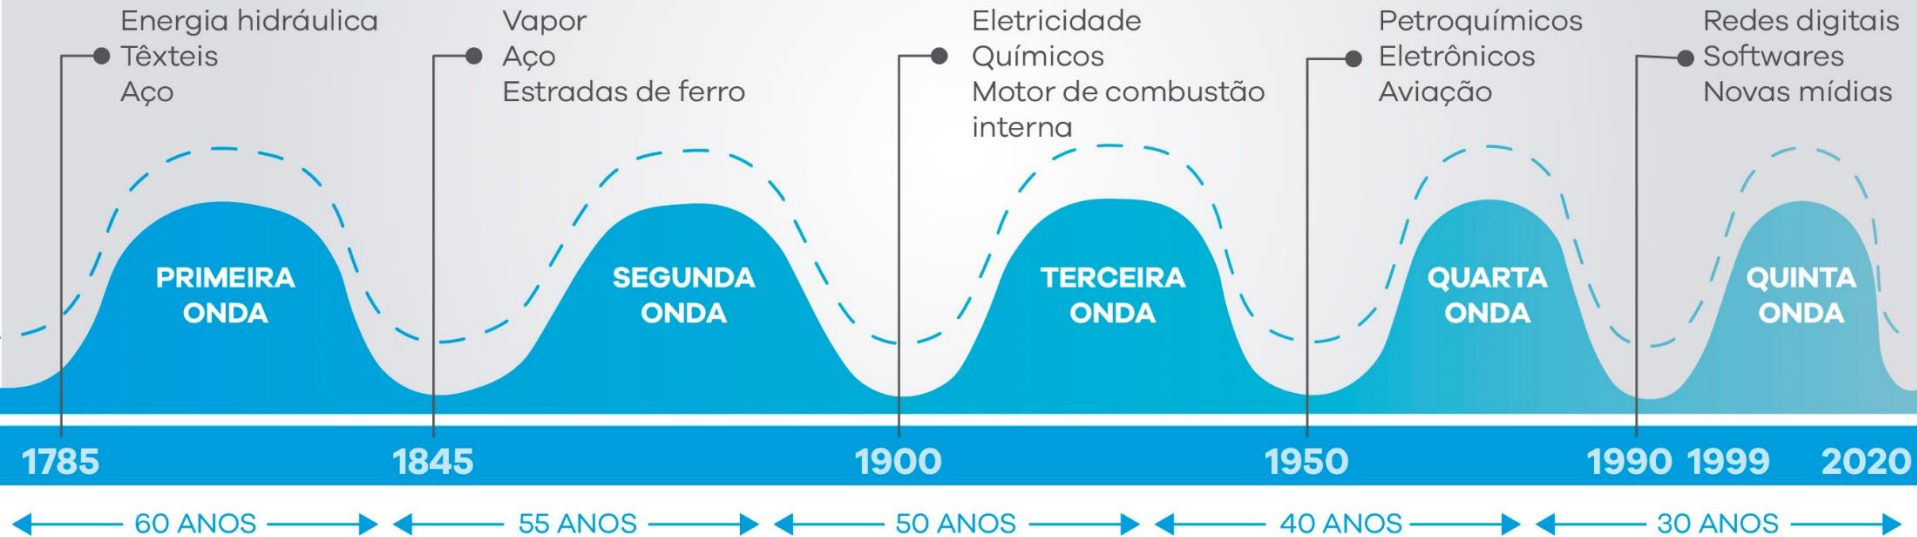 Energia hidráulica
Têxteis
Aço
Vapor
Aço
Estradas de ferro
Eletricidade
Químicos
Motor de combustão
interna
Petroquímicos
Eletrônicos
Aviação
Redes digitais
Softwares
Novas mídias
PRIMEIRA
ONDA
SEGUNDA
ONDA
TERCEIRA
ONDA
QUARTA
ONDA
QUINTA
ONDA
1785
1845
1900
1950
1990
1999
2020
60 ANOS
55 ANOS
50 ANOS
40 ANOS
30 ANOS